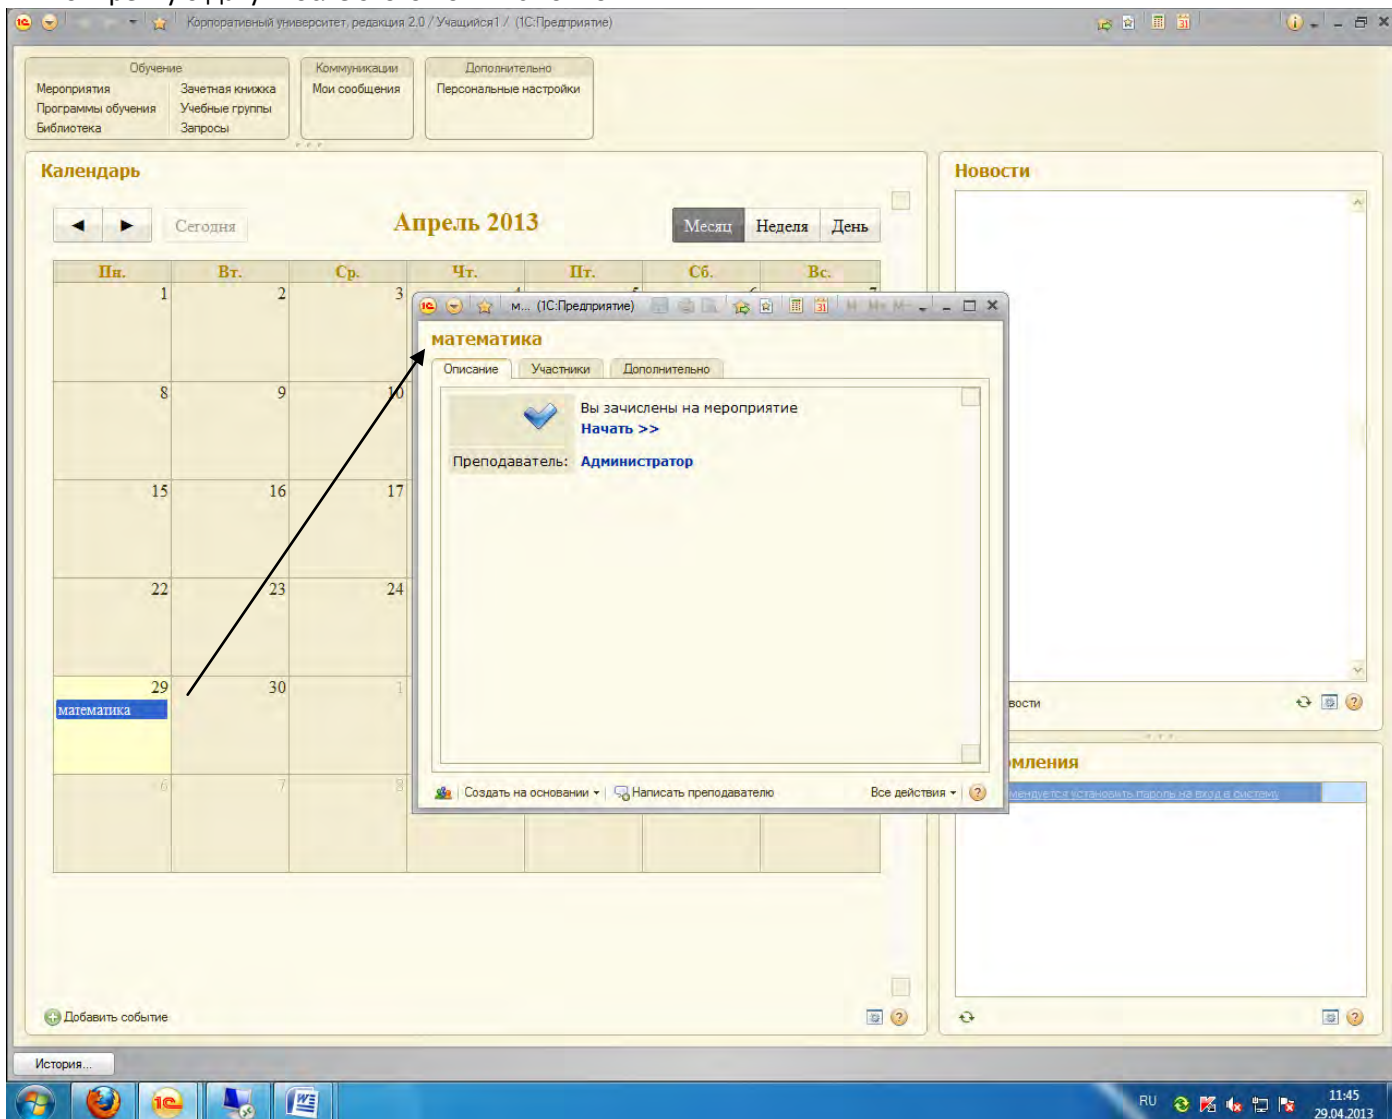 Корпоративный университет, редакция 2.0 / Учащийся1 / (1С:Предприятие)
Обучение
Коммуникации
Дополнительно
Мероприятия
Зачетная книжка
Мои сообщения
Персональные настройки
Программы обучения
Учебные группы
Библиотека
Запросы
Календарь
Новости
Сегодня
Апрель 2013
Месяц Неделя День
Пн. Вт. Ср. Чт. Пт. Сб. Вс.
1 2 3
м... (1С:Предприятие)
M M+ M-
математика
Описание Участники Дополнительно
8 9 10
Вы зачислены на мероприятие
Начать >>
Преподаватель: Администратор
15 16 17
22 23 24
29 30 1
математика
6 7 8
Создать на основании Написать преподавателю Все действия
Добавить событие
История...
RU
11:45
29.04.2013